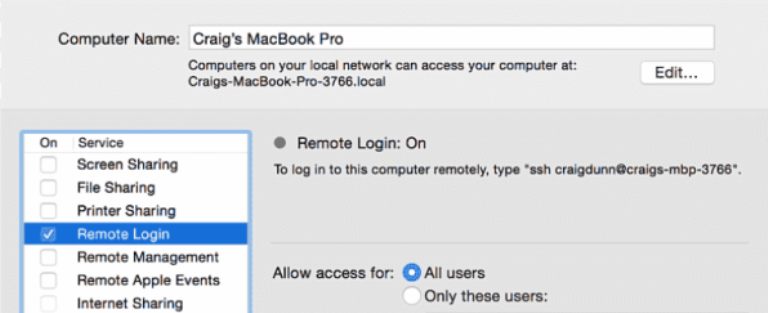 Computer Name: Craig's MacBook Pro
Computers on your local network can access your computer at:
Craigs-MacBook-Pro-3766.local
Edit...
On Service
Screen Sharing
File Sharing
Printer Sharing
Remote Login
Remote Management
Remote Apple Events
Internet Sharing
Remote Login: On
To log in to this computer remotely, type "ssh craigdunn@craigs-mbp-3766".
Allow access for: All users
Only these users: